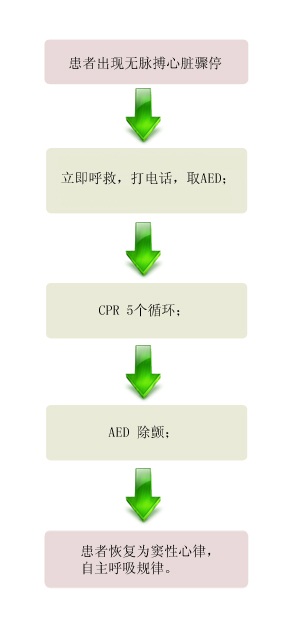 患者出现无脉搏心脏骤停
立即呼救，打电话，取AED；
CPR 5个循环；
AED 除颤；
患者恢复为窦性心律，
自主呼吸规律。